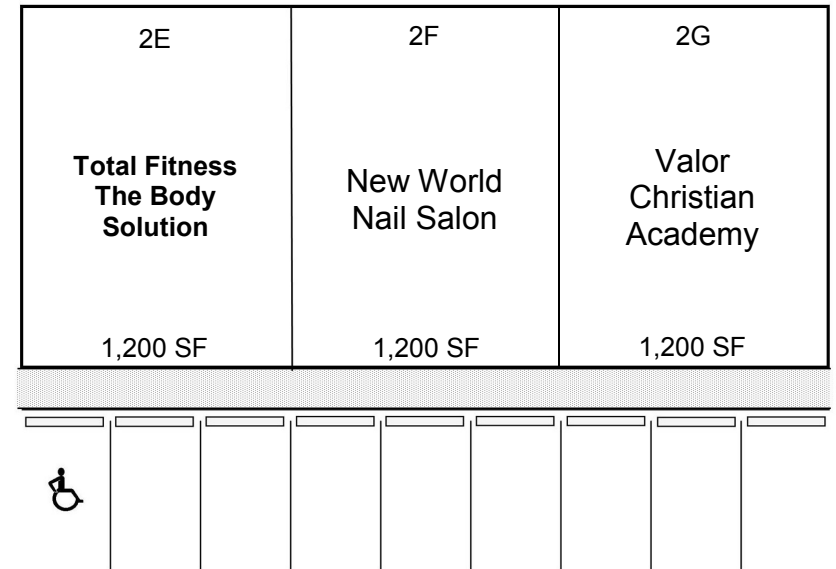 2E
2F
2G
Total Fitness
The Body
Solution
New World
Nail Salon
Valor
Christian
Academy
1,200 SF
1,200 SF
1,200 SF